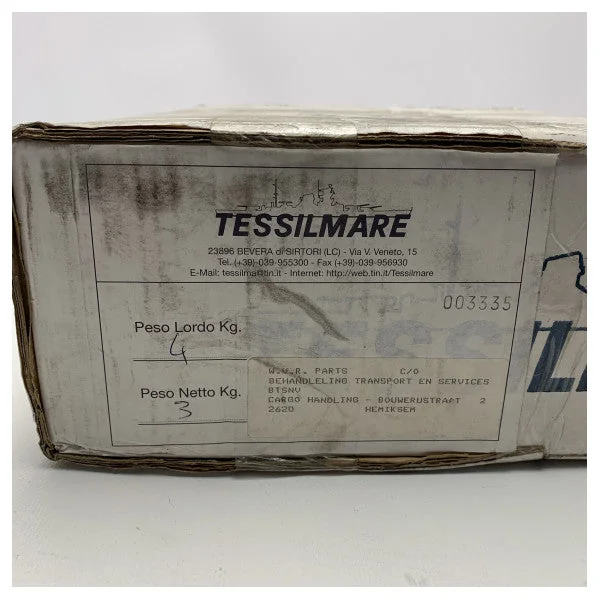 TESSILMARE
23896 BEVERA di SIRTORI (LC) - Via V. Veneto, 15
Tel. (+39)-039-955300 - Fax (+39)-039-956930
E-Mail: tessilma@tin.it - Internet: http://web.tin.it/Tessilmare
003335
Peso Lordo Kg.
4
Peso Netto Kg.
3
W.W.R. PARTS C/O
BEHANDLELING TRANSPORT EN SERVICES
BTSNV
CARGO HANDLING - BOUWERIJSTRAAT 2
2620 HEMIKSEM